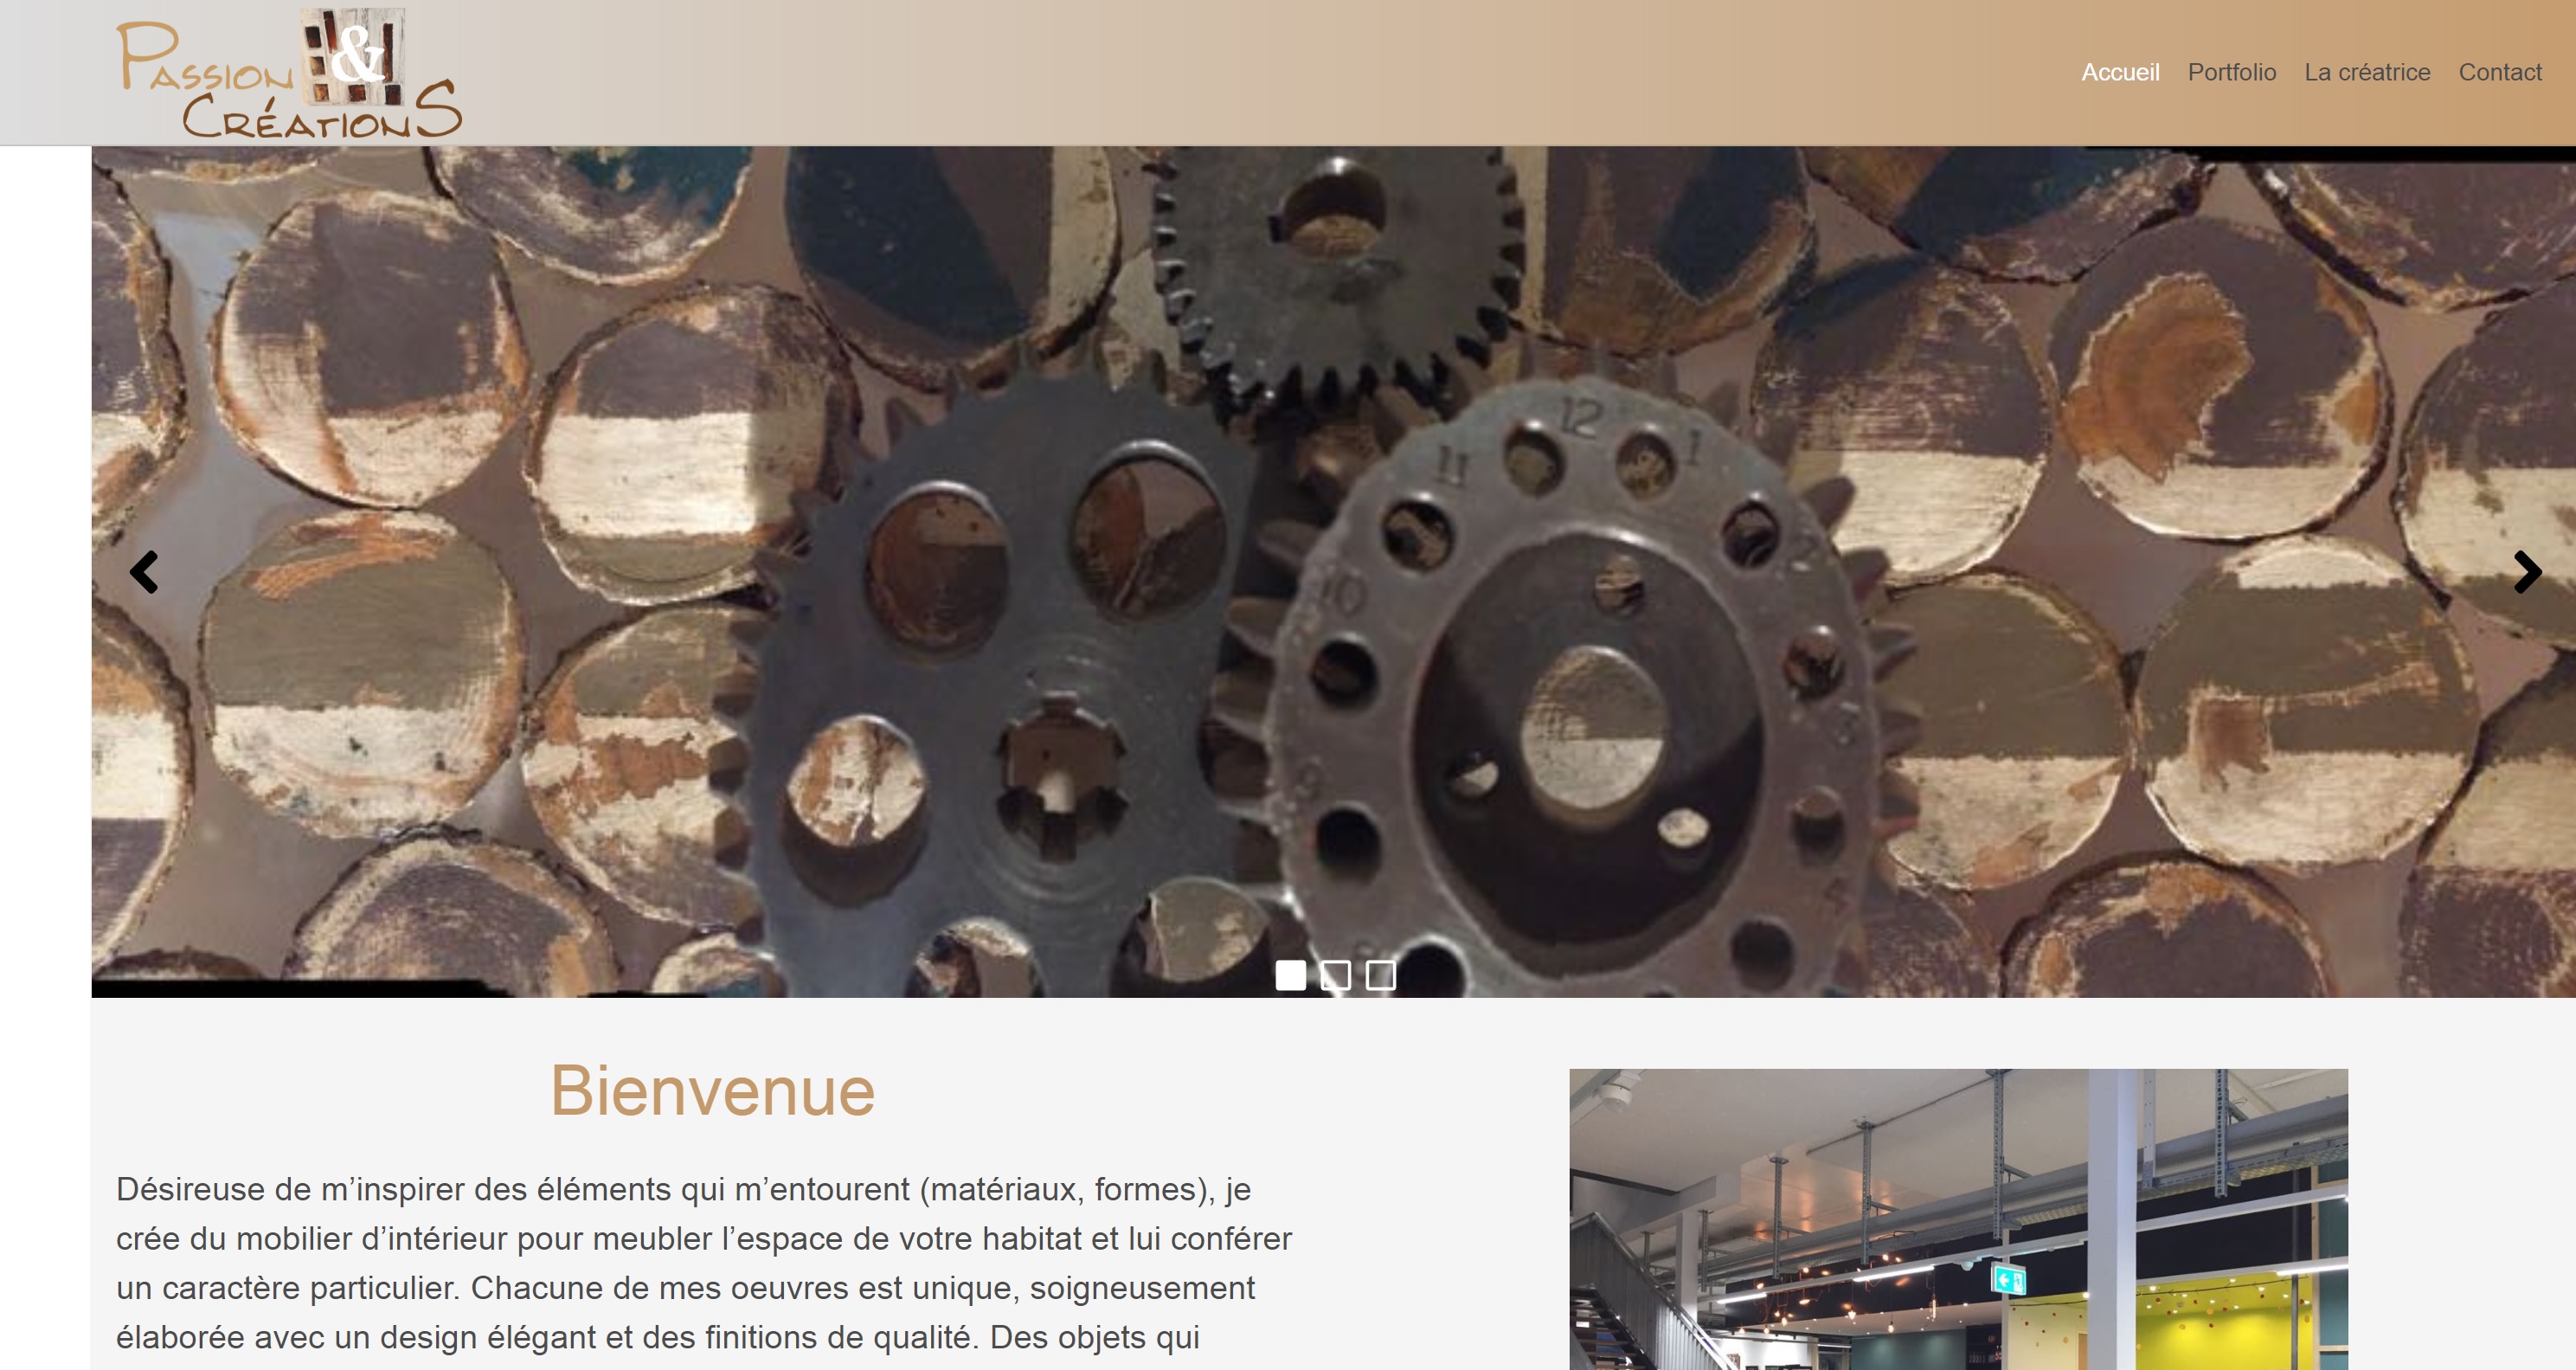 Passion &
Créations
Accueil Portfolio La créatrice Contact
12
11
1
10
Bienvenue
Désireuse de m’inspirer des éléments qui m’entourent (matériaux, formes), je
crée du mobilier d’intérieur pour meubler l’espace de votre habitat et lui conférer
un caractère particulier. Chacune de mes oeuvres est unique, soigneusement
élaborée avec un design élégant et des finitions de qualité. Des objets qui